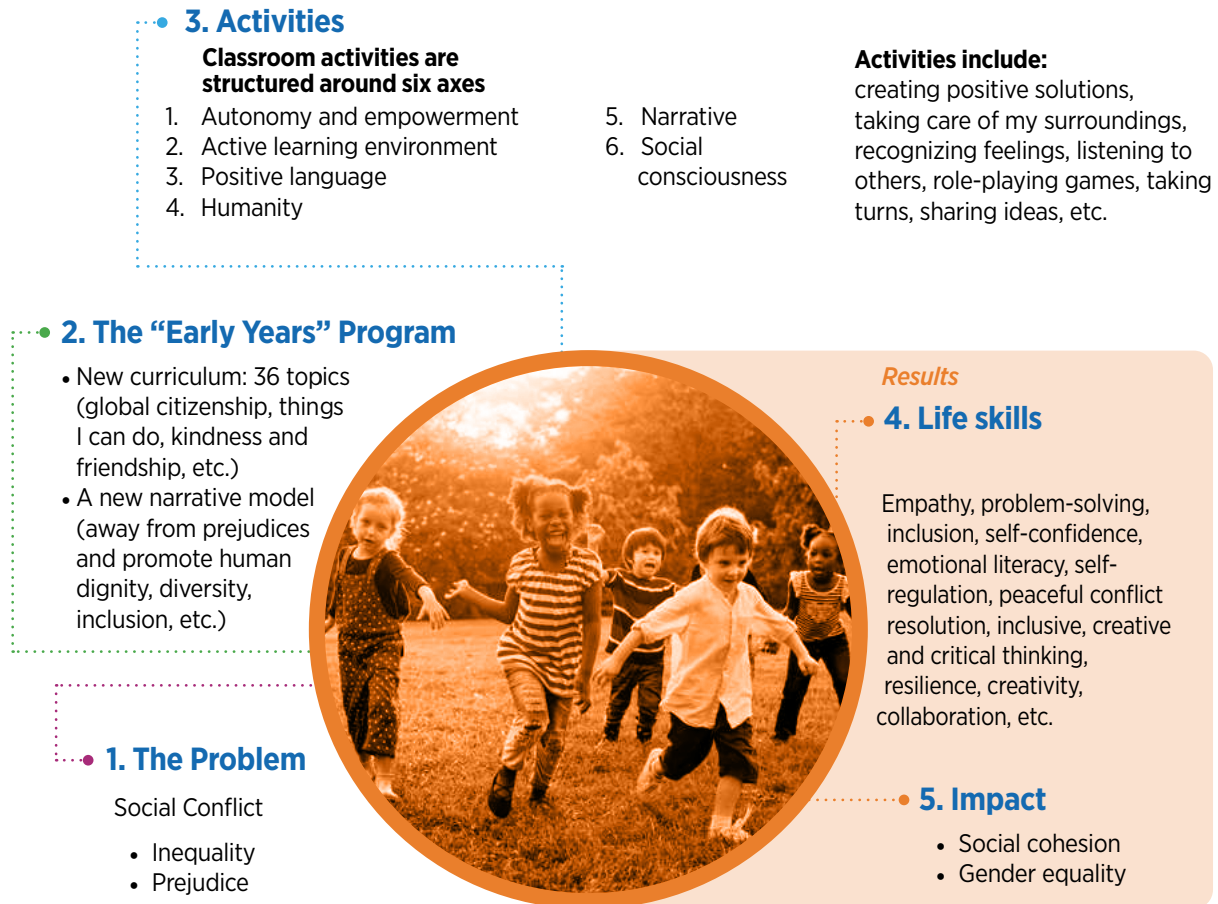 3. Activities
Classroom activities are
structured around six axes
1. Autonomy and empowerment
2. Active learning environment
3. Positive language
4. Humanity
5. Narrative
6. Social
consciousness
Activities include:
creating positive solutions,
taking care of my surroundings,
recognizing feelings, listening to
others, role-playing games, taking
turns, sharing ideas, etc.
2. The “Early Years” Program
• New curriculum: 36 topics
(global citizenship, things
I can do, kindness and
friendship, etc.)
• A new narrative model
(away from prejudices
and promote human
dignity, diversity,
inclusion, etc.)
1. The Problem
Social Conflict
• Inequality
• Prejudice
Results
4. Life skills
Empathy, problem-solving,
inclusion, self-confidence,
emotional literacy, self-
regulation, peaceful conflict
resolution, inclusive, creative
and critical thinking,
resilience, creativity,
collaboration, etc.
5. Impact
• Social cohesion
• Gender equality